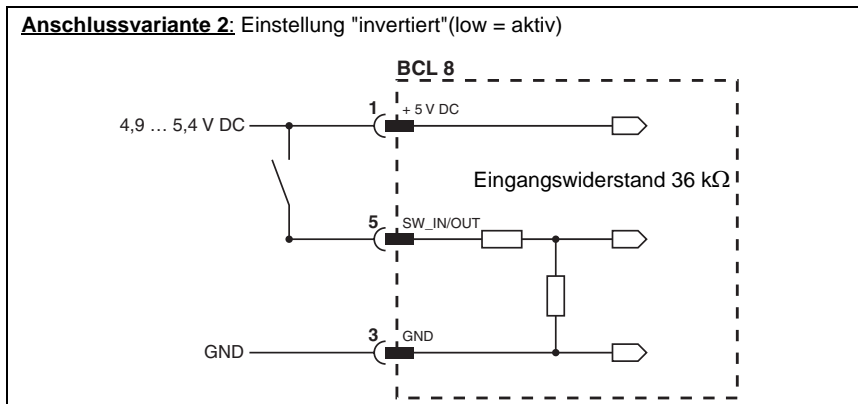 Anschlussvariante 2: Einstellung "invertiert"(low = aktiv)
BCL 8
4,9 … 5,4 V DC
1
+ 5 V DC
Eingangswiderstand 36 kΩ
5
SW_IN/OUT
GND
3
GND